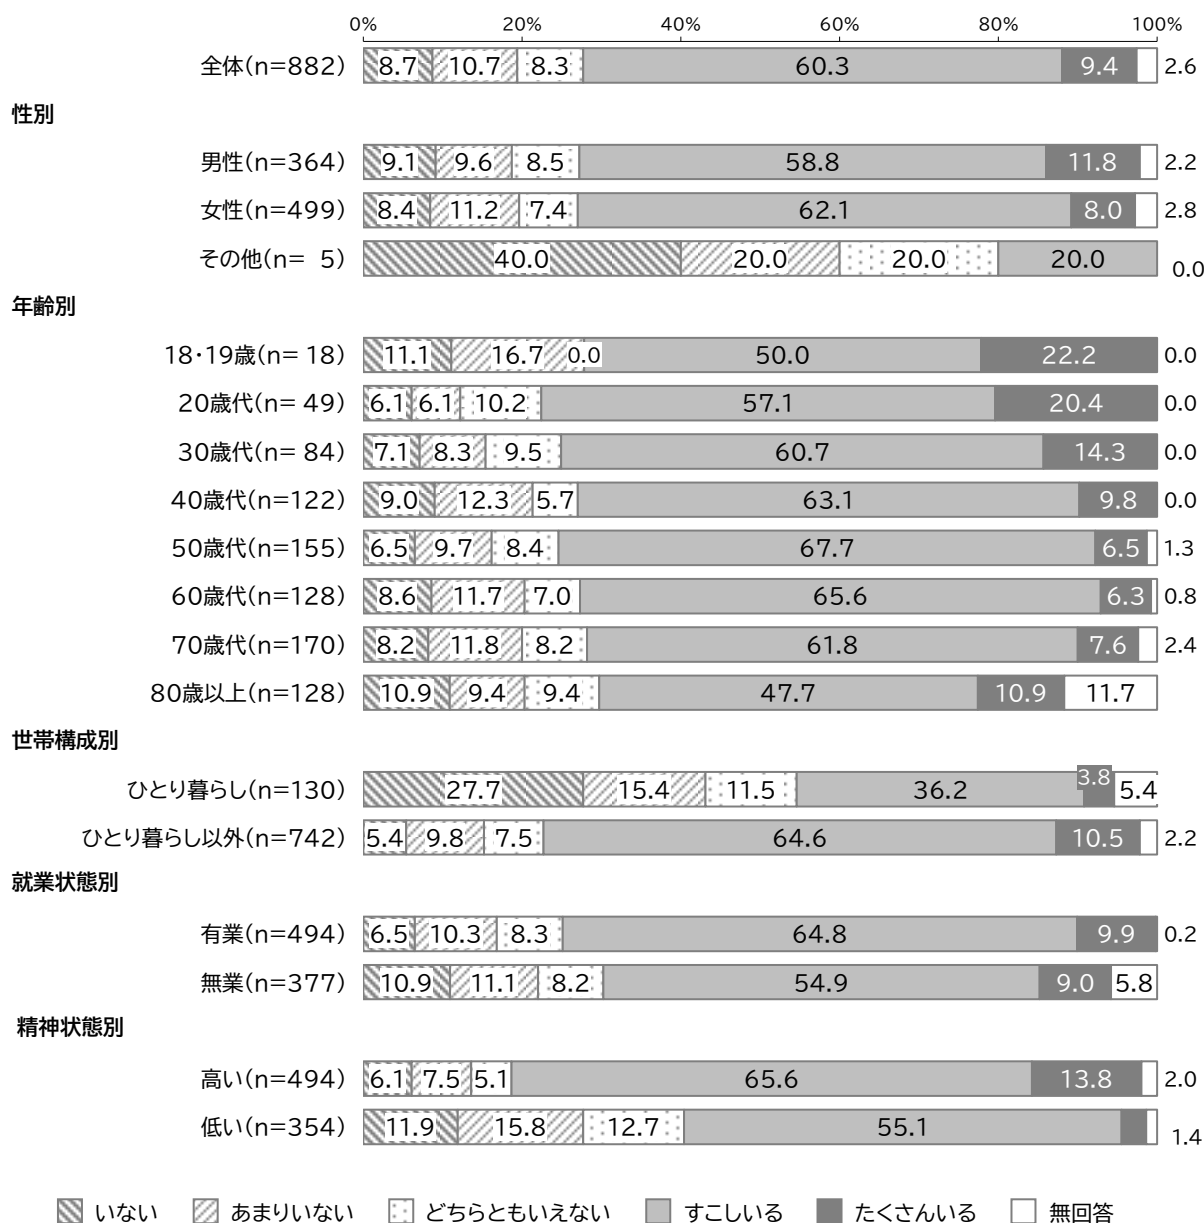 0% 20% 40% 60% 80% 100%
全体(n=882) 8.7 10.7 8.3 60.3 9.4 2.6
性別
男性(n=364) 9.1 9.6 8.5 58.8 11.8 2.2
女性(n=499) 8.4 11.2 7.4 62.1 8.0 2.8
その他(n= 5) 40.0 20.0 20.0 20.0 0.0
年齢別
18・19歳(n= 18) 11.1 16.7 0.0 50.0 22.2 0.0
20歳代(n= 49) 6.1 6.1 10.2 57.1 20.4 0.0
30歳代(n= 84) 7.1 8.3 9.5 60.7 14.3 0.0
40歳代(n=122) 9.0 12.3 5.7 63.1 9.8 0.0
50歳代(n=155) 6.5 9.7 8.4 67.7 6.5 1.3
60歳代(n=128) 8.6 11.7 7.0 65.6 6.3 0.8
70歳代(n=170) 8.2 11.8 8.2 61.8 7.6 2.4
80歳以上(n=128) 10.9 9.4 9.4 47.7 10.9 11.7
世帯構成別
ひとり暮らし(n=130) 27.7 15.4 11.5 36.2 3.8 5.4
ひとり暮らし以外(n=742) 5.4 9.8 7.5 64.6 10.5 2.2
就業状態別
有業(n=494) 6.5 10.3 8.3 64.8 9.9 0.2
無業(n=377) 10.9 11.1 8.2 54.9 9.0 5.8
精神状態別
高い(n=494) 6.1 7.5 5.1 65.6 13.8 2.0
低い(n=354) 11.9 15.8 12.7 55.1 1.4
いない あまりいない どちらともいえない すこしいる たくさんいる 無回答